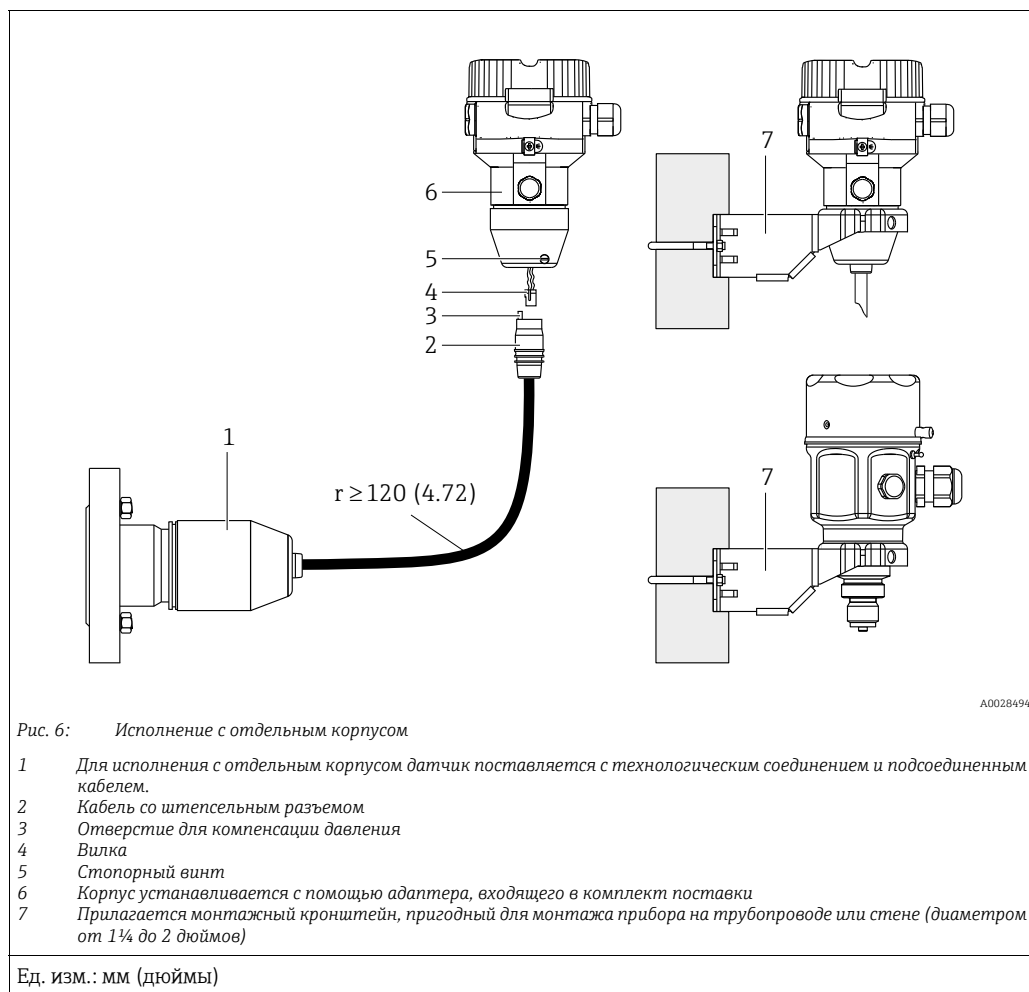 6
7
5
4
3
2
1
r ≥ 120 (4.72)
7
A0028494
Рис. 6: Исполнение с отдельным корпусом
1 Для исполнения с отдельным корпусом датчик поставляется с технологическим соединением и подсоединенным
кабелем.
2 Кабель со штепсельным разъемом
3 Отверстие для компенсации давления
4 Вилка
5 Стопорный винт
6 Корпус устанавливается с помощью адаптера, входящего в комплект поставки
7 Прилагается монтажный кронштейн, пригодный для монтажа прибора на трубопроводе или стене (диаметром
от 1¼ до 2 дюймов)
Ед. изм.: мм (дюймы)